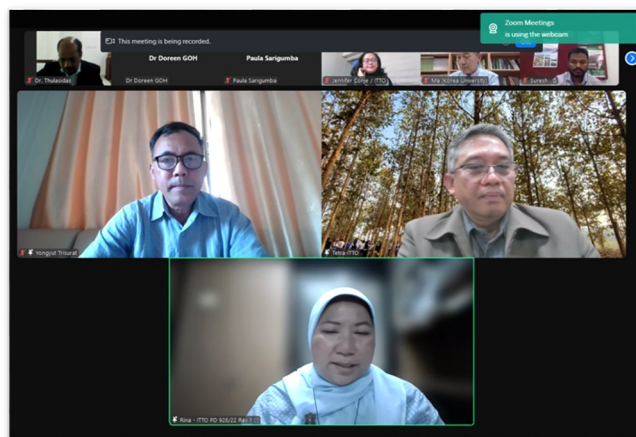 Zoom Meetings
is using the webcam
This meeting is being recorded.
Dr Doreen GOH
Paula Sarigumba
Dr. Thulasidas
Dr Doreen GOH
Paula Sarigumba
Jennifer Conje / ITTO
Ma (Korea University)
Suresh
Yongyut Trisurat
Tetra-ITTO
Rina - ITTO PD 928/22 Rev.1